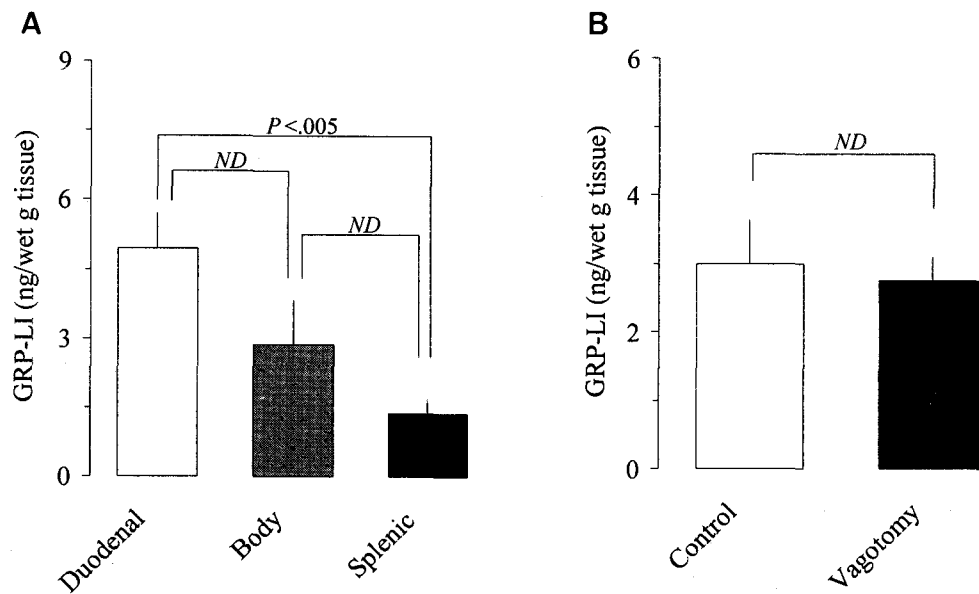 A
GRP-LI (ng/wet g tissue)
9
6
3
0
P<.005
ND
ND
Duodenal
Body
Splenic
B
GRP-LI (ng/wet g tissue)
6
4
2
0
ND
Control
Vagotomy